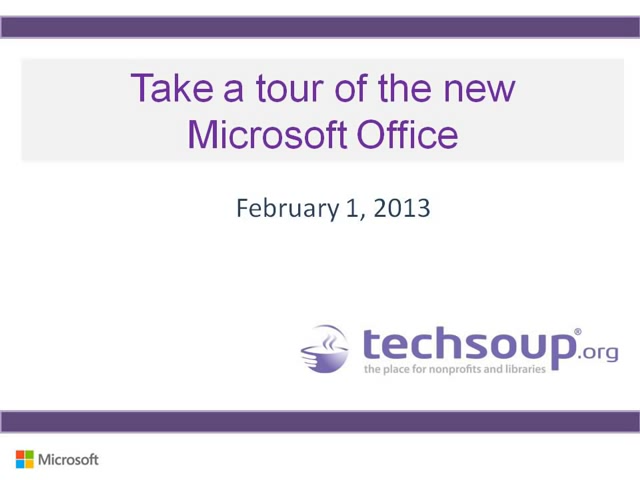 Take a tour of the new
Microsoft Office
February 1, 2013
techsoup®.org
the place for nonprofits and libraries
Microsoft